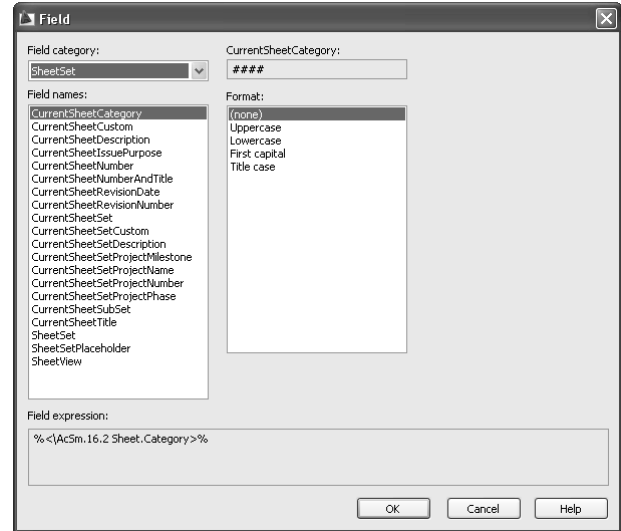 Field
Field category:
SheetSet
Field names:
CurrentSheetCategory
CurrentSheetCustom
CurrentSheetDescription
CurrentSheetIssuePurpose
CurrentSheetNumber
CurrentSheetNumberAndTitle
CurrentSheetRevisionDate
CurrentSheetRevisionNumber
CurrentSheetSet
CurrentSheetSetCustom
CurrentSheetSetDescription
CurrentSheetSetProjectMilestone
CurrentSheetSetProjectName
CurrentSheetSetProjectNumber
CurrentSheetSetProjectPhase
CurrentSheetSubSet
CurrentSheetTitle
SheetSet
SheetSetPlaceholder
SheetView
CurrentSheetCategory:
####
Format:
(none)
Uppercase
Lowercase
First capital
Title case
Field expression:
%<\AcSm.16.2 Sheet.Category>%
OK
Cancel
Help